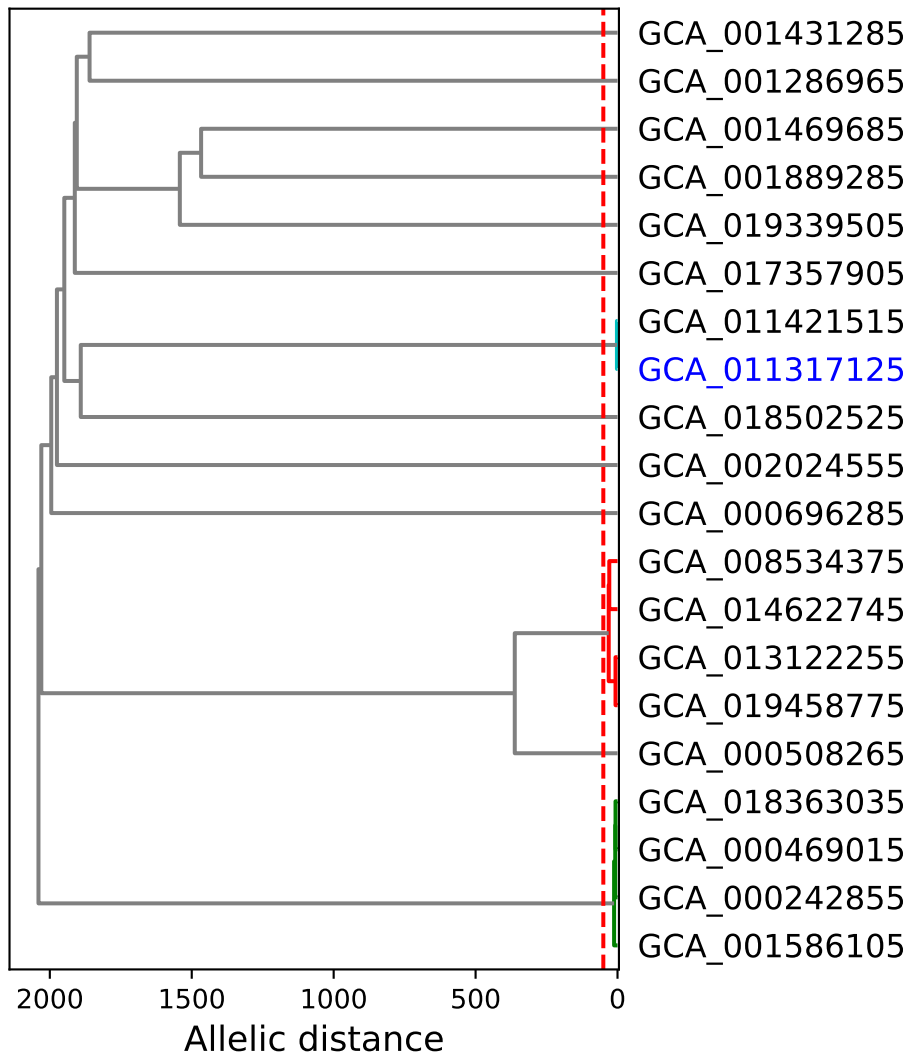 GCA_001431285
GCA_001286965
GCA_001469685
GCA_001889285
GCA_019339505
GCA_017357905
GCA_011421515
GCA_011317125
GCA_018502525
GCA_002024555
GCA_000696285
GCA_008534375
GCA_014622745
GCA_013122255
GCA_019458775
GCA_000508265
GCA_018363035
GCA_000469015
GCA_000242855
GCA_001586105
2000 1500 1000 500 0
Allelic distance